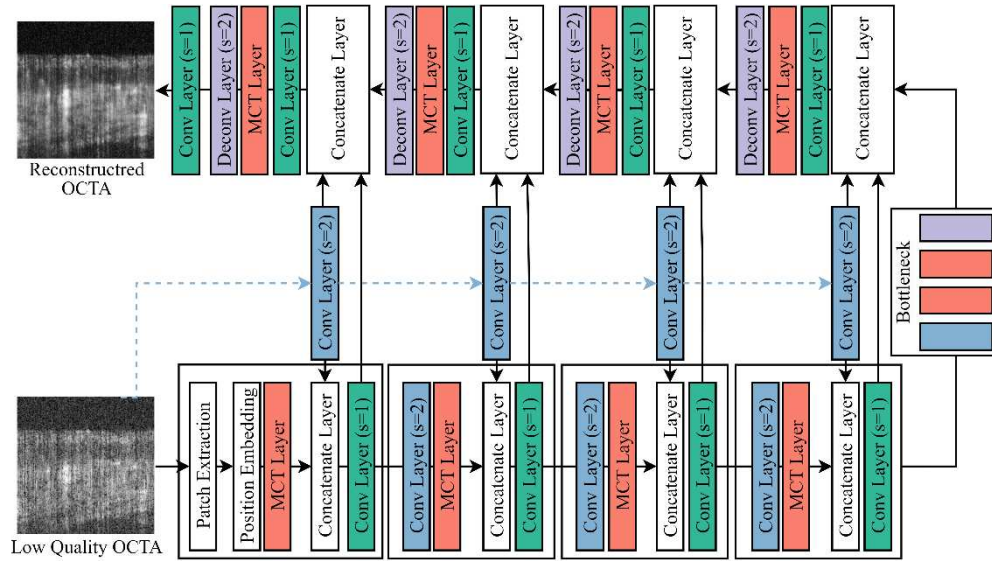 Reconstructred
OCTA
Conv Layer (s=1)
Deconv Layer (s=2)
MCT Layer
Conv Layer (s=1)
Concatenate Layer
Deconv Layer (s=2)
MCT Layer
Conv Layer (s=1)
Concatenate Layer
Deconv Layer (s=2)
MCT Layer
Conv Layer (s=1)
Concatenate Layer
Deconv Layer (s=2)
MCT Layer
Conv Layer (s=1)
Concatenate Layer
Conv Layer (s=2)
Conv Layer (s=2)
Conv Layer (s=2)
Conv Layer (s=2)
Bottleneck
Low Quality OCTA
Patch Extraction
Position Embedding
MCT Layer
Concatenate Layer
Conv Layer (s=1)
Conv Layer (s=2)
MCT Layer
Concatenate Layer
Conv Layer (s=1)
Conv Layer (s=2)
MCT Layer
Concatenate Layer
Conv Layer (s=1)
Conv Layer (s=2)
MCT Layer
Concatenate Layer
Conv Layer (s=1)